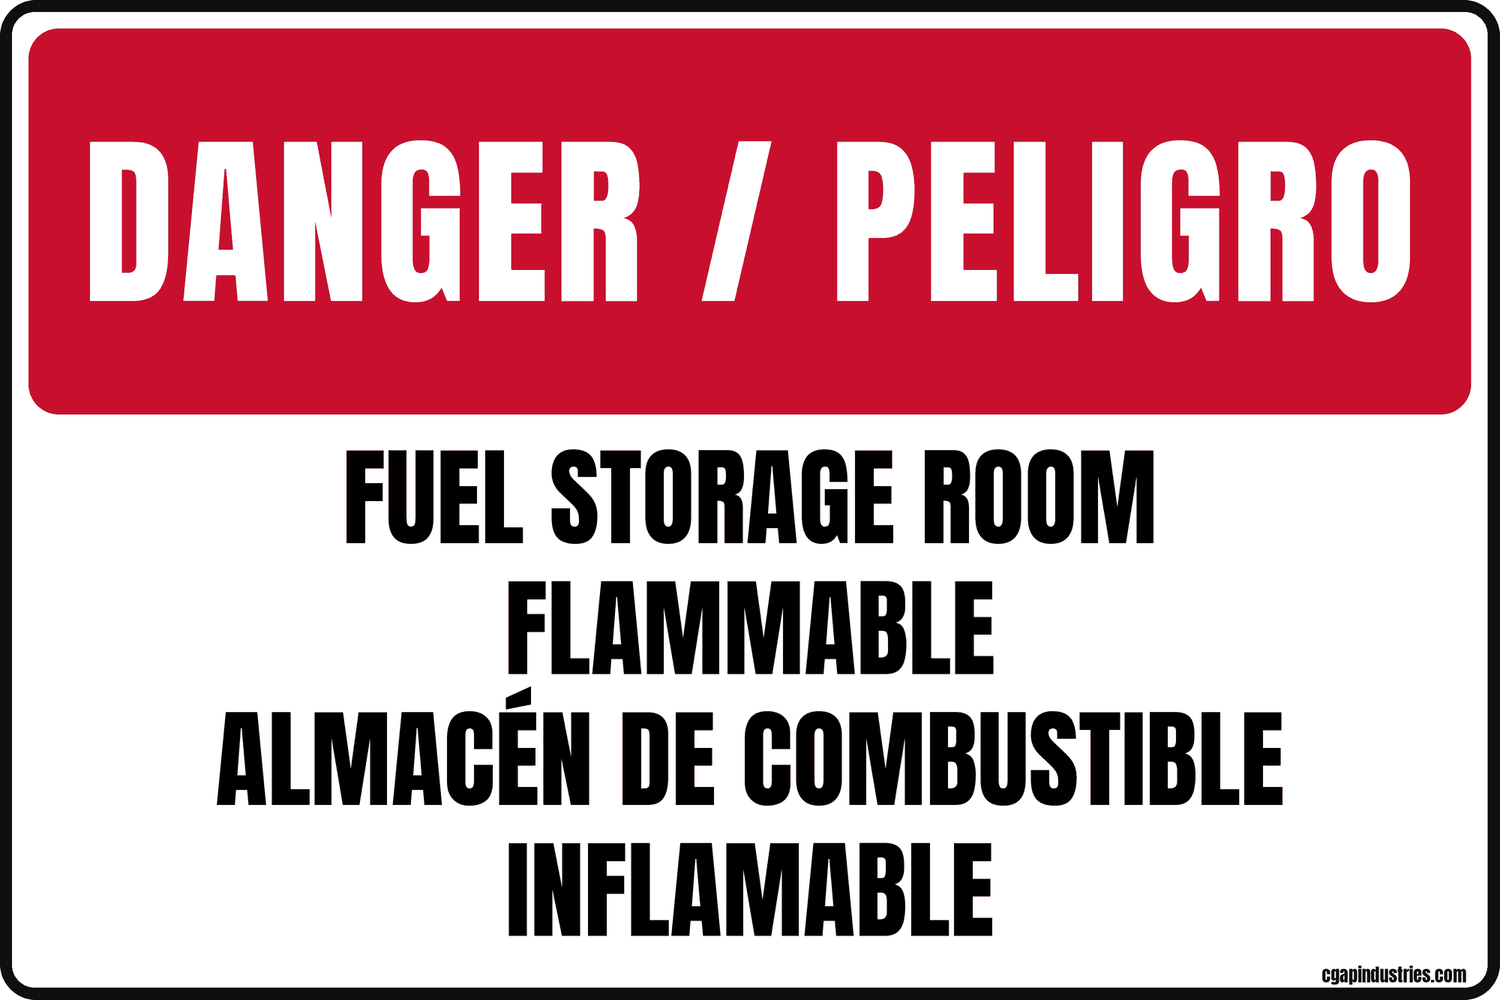 DANGER / PELIGRO
FUEL STORAGE ROOM
FLAMMABLE
ALMACÉN DE COMBUSTIBLE
INFLAMABLE
cgapindustries.com